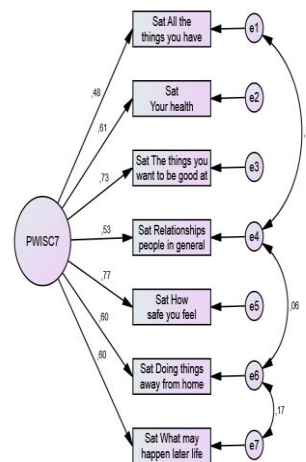 Sat All the
things you have
e1
,48
Sat
Your health
e2
,61
Sat The things you
want to be good at
e3
,73
PWISC7
,53
Sat Relationships
people in general
e4
,77
Sat How
safe you feel
e5
,06
,60
Sat Doing things
away from home
e6
,60
,17
Sat What may
happen later life
e7